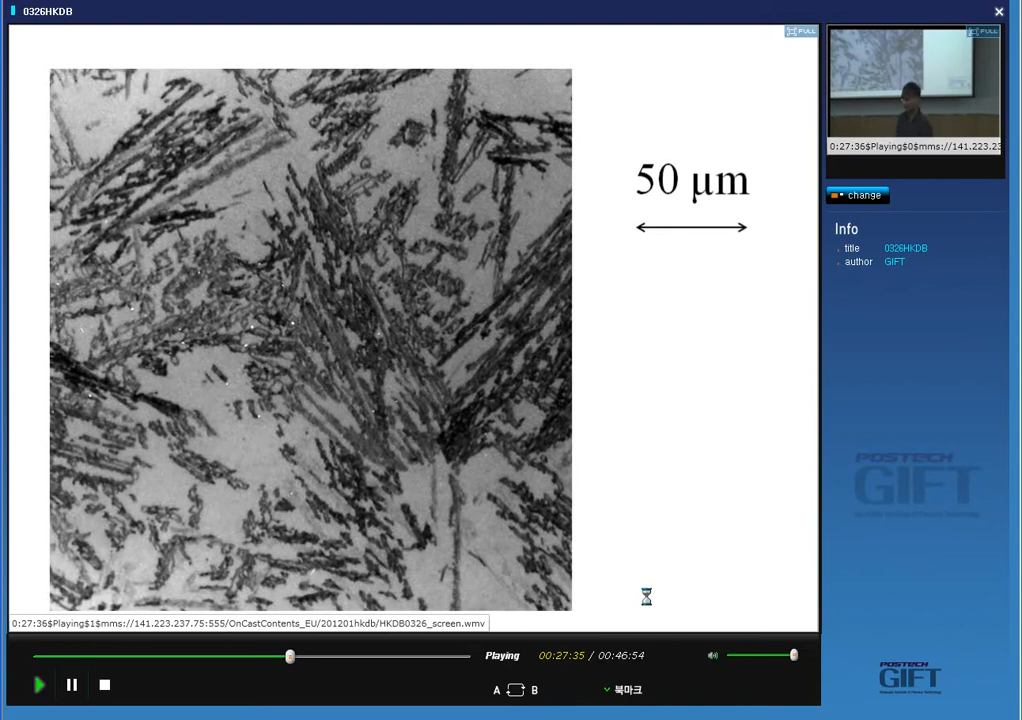 0326HKDB
FULL
FULL
50 µm
0:27:36$Playing$0$mms://141.223.23
change
Info
title 0326HKDB
author GIFT
POSTECH
GIFT
0:27:36$Playing$1$mms://141.223.237.75:555/OnCastContents_EU/201201hkdb/HKDB0326_screen.wmv
Playing 00:27:35 / 00:46:54
A B
북마크
POSTECH
GIFT